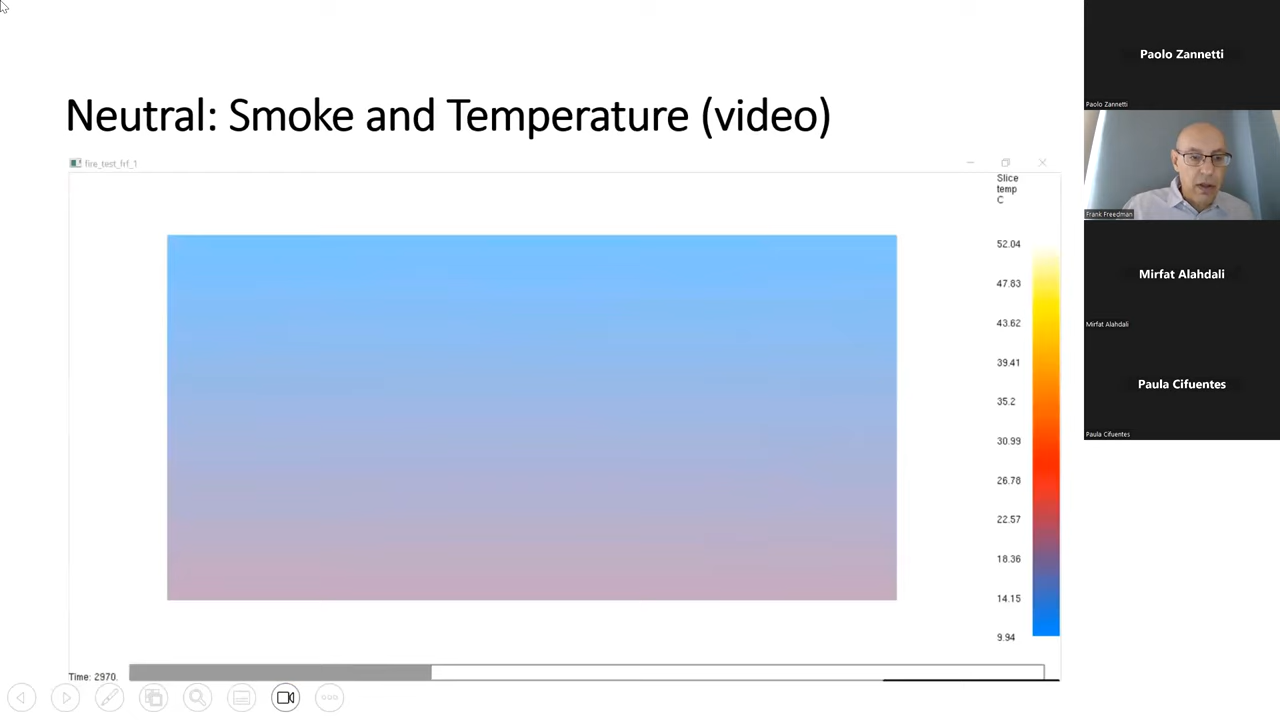 Neutral: Smoke and Temperature (video)
fire_test_frf_1
Slice
temp
C
52.04
47.83
43.62
39.41
35.2
30.99
26.78
22.57
18.36
14.15
9.94
Time: 2970.
Paolo Zannetti
Paolo Zannetti
Frank Freedman
Mirfat Alahdali
Mirfat Alahdali
Paula Cifuentes
Paula Cifuentes